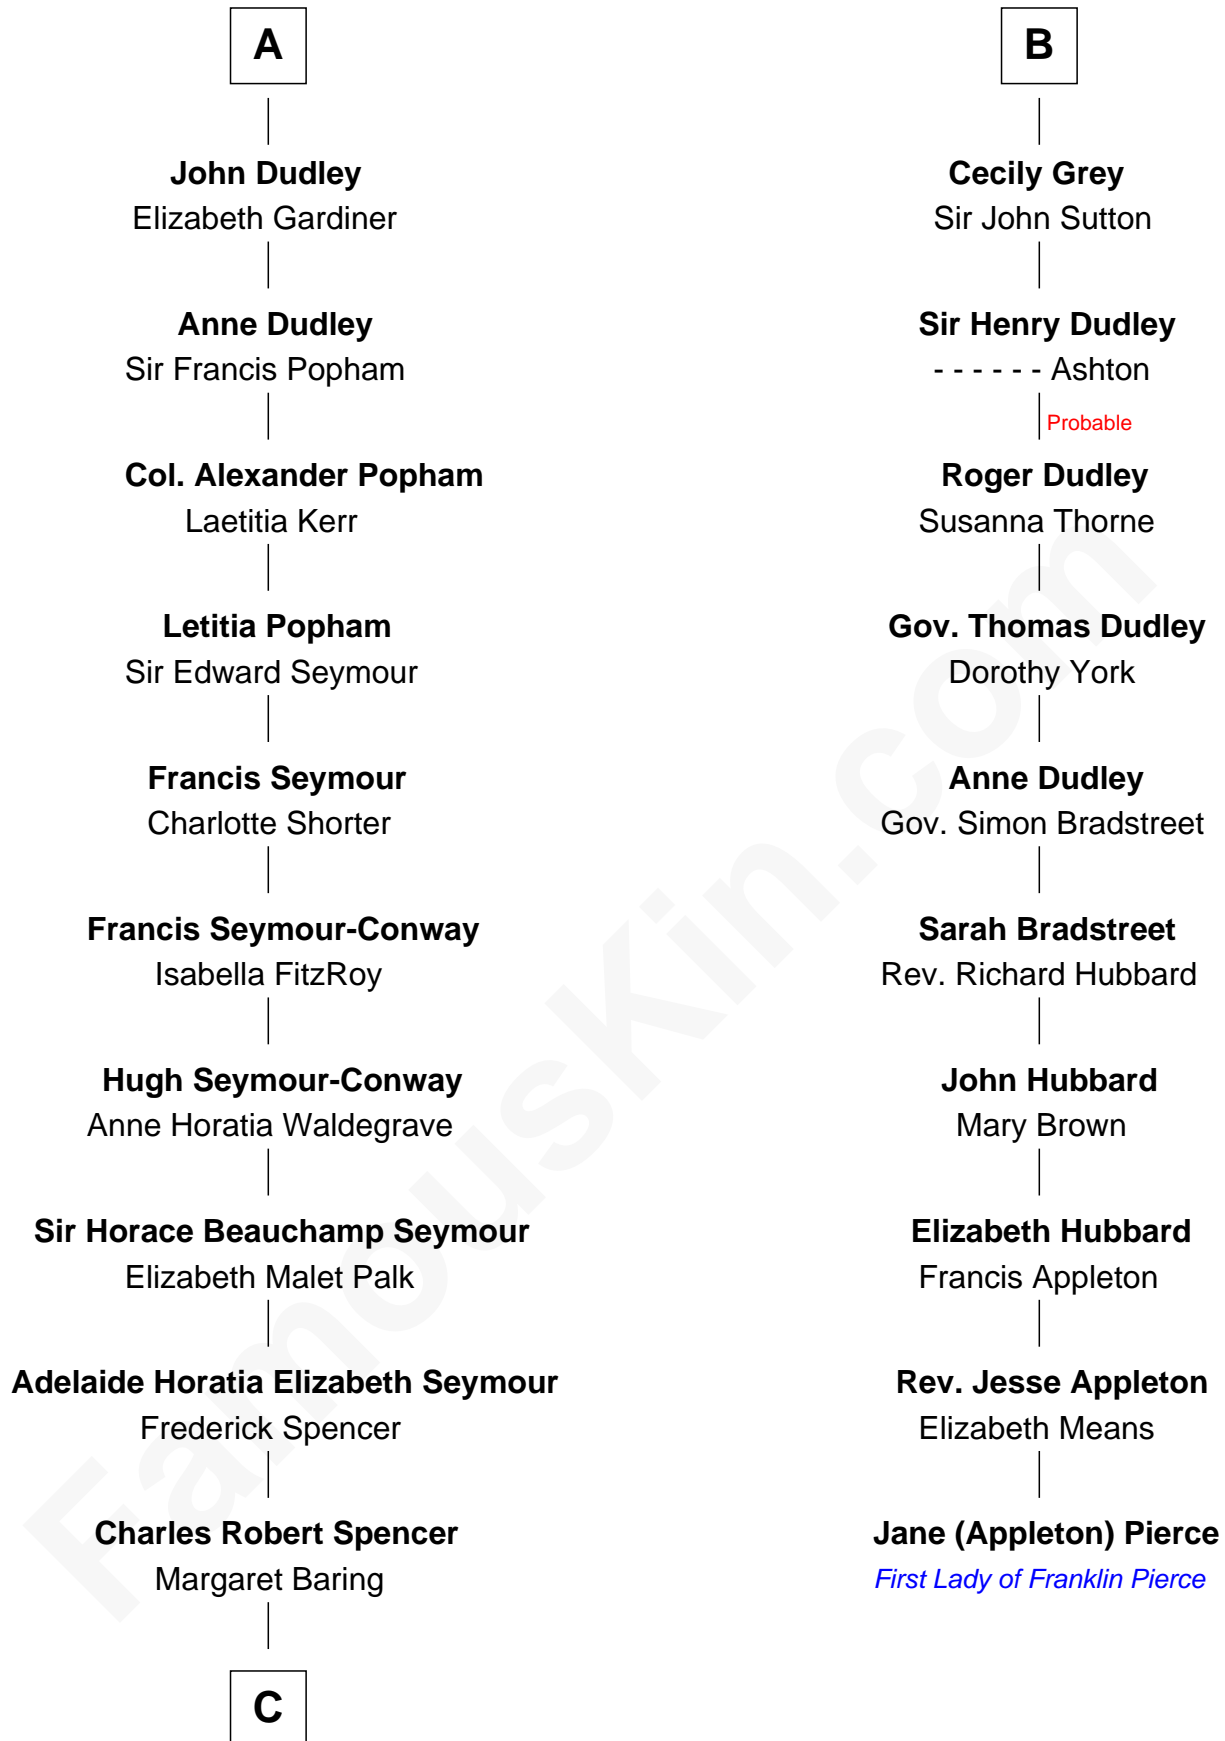 A
John Dudley
Elizabeth Gardiner
Anne Dudley
Sir Francis Popham
Col. Alexander Popham
Laetitia Kerr
Letitia Popham
Sir Edward Seymour
Francis Seymour
Charlotte Shorter
Francis Seymour-Conway
Isabella FitzRoy
Hugh Seymour-Conway
Anne Horatia Waldegrave
Sir Horace Beauchamp Seymour
Elizabeth Malet Palk
Adelaide Horatia Elizabeth Seymour
Frederick Spencer
Charles Robert Spencer
Margaret Baring
C
B
Cecily Grey
Sir John Sutton
Sir Henry Dudley
- - - - - - Ashton
Probable
Roger Dudley
Susanna Thorne
Gov. Thomas Dudley
Dorothy York
Anne Dudley
Gov. Simon Bradstreet
Sarah Bradstreet
Rev. Richard Hubbard
John Hubbard
Mary Brown
Elizabeth Hubbard
Francis Appleton
Rev. Jesse Appleton
Elizabeth Means
Jane (Appleton) Pierce
First Lady of Franklin Pierce
FamousKin.com